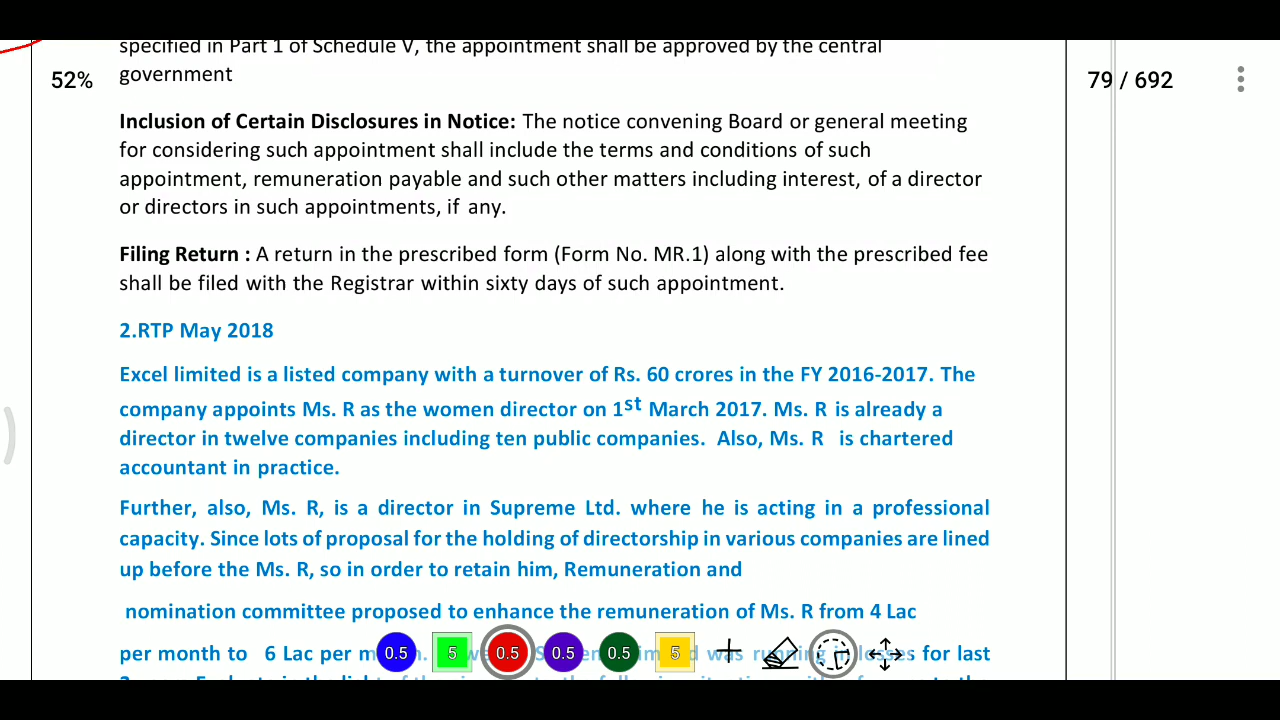 specified in Part 1 of Schedule V, the appointment shall be approved by the central
52%
government
79 / 692
Inclusion of Certain Disclosures in Notice: The notice convening Board or general meeting
for considering such appointment shall include the terms and conditions of such
appointment, remuneration payable and such other matters including interest, of a director
or directors in such appointments, if any.
Filing Return : A return in the prescribed form (Form No. MR.1) along with the prescribed fee
shall be filed with the Registrar within sixty days of such appointment.
2.RTP May 2018
Excel limited is a listed company with a turnover of Rs. 60 crores in the FY 2016-2017. The
company appoints Ms. R as the women director on 1st March 2017. Ms. R is already a
director in twelve companies including ten public companies. Also, Ms. R is chartered
accountant in practice.
Further, also, Ms. R, is a director in Supreme Ltd. where he is acting in a professional
capacity. Since lots of proposal for the holding of directorship in various companies are lined
up before the Ms. R, so in order to retain him, Remuneration and
nomination committee proposed to enhance the remuneration of Ms. R from 4 Lac
per month to 6 Lac per was running in losses for last
0.5 5 0.5 0.5 0.5 5